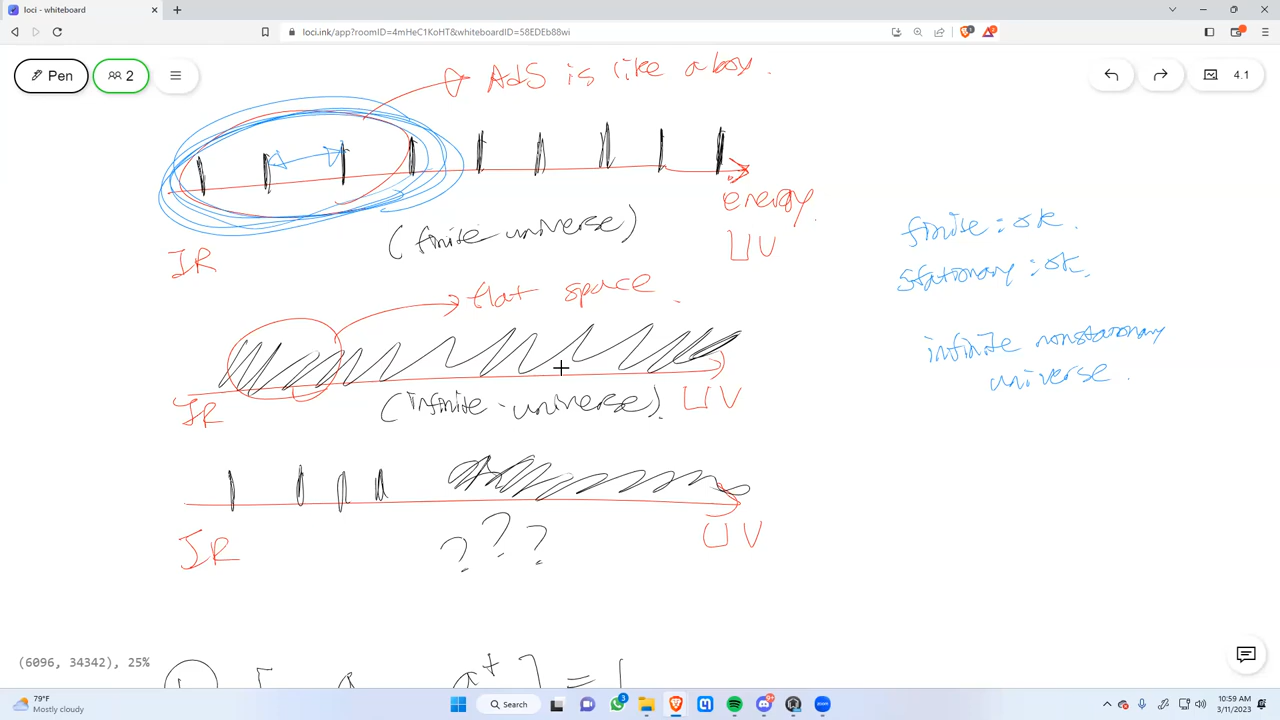 loci - whiteboard
loci.ink/app?roomID=4mHeC1KoHT&whiteboardID=58EDEb88wi
Pen
2
4.1
AdS is like a box.
energy
(finite universe)
IR
UV
finite : ok.
stationary : ok.
flat space
infinite nonstationary
universe.
IR
(infinite - universe).
UV
IR
UV
???
(6096, 34342), 25%
a†] = 1
79°F
Mostly cloudy
Search
3
10:59 AM
3/11/2023